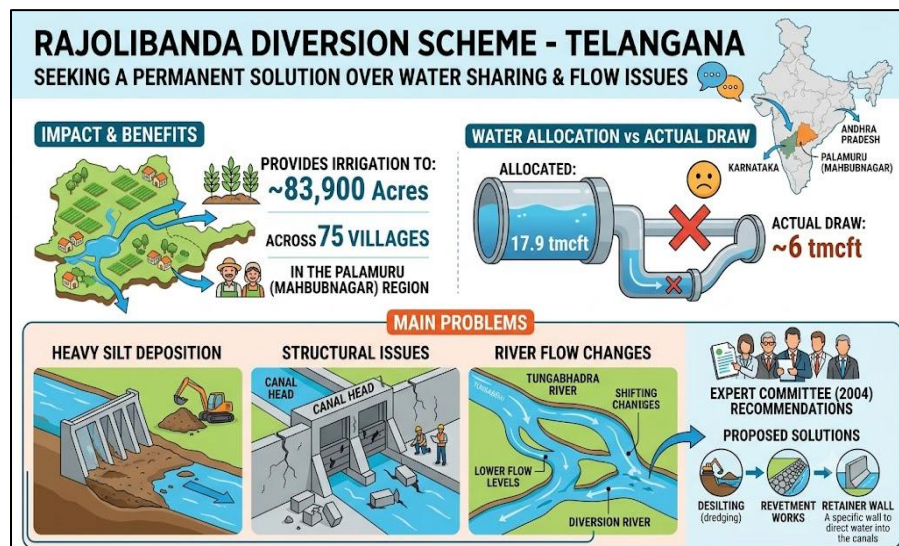 RAJOLIBANDA DIVERSION SCHEME - TELANGANA
SEEKING A PERMANENT SOLUTION OVER WATER SHARING & FLOW ISSUES
KARNATAKA
ANDHRA
PRADESH
PALAMURU
(MAHBUBNAGAR)
IMPACT & BENEFITS
PROVIDES IRRIGATION TO:
~83,900 Acres
ACROSS 75 VILLAGES
IN THE PALAMURU
(MAHBUBNAGAR) REGION
WATER ALLOCATION vs ACTUAL DRAW
ALLOCATED:
17.9 tmcft
ACTUAL DRAW:
~6 tmcft
MAIN PROBLEMS
HEAVY SILT DEPOSITION
STRUCTURAL ISSUES
CANAL
HEAD
CANAL HEAD
RIVER FLOW CHANGES
TUNGABHADRA
RIVER
SHIFTING
CHANIGES
LOWER FLOW
LEVELS
DIVERSION RIVER
EXPERT COMMITTEE (2004)
RECOMMENDATIONS
PROPOSED SOLUTIONS
DESILTING
(dredging)
REVETMENT
WORKS
RETAINER WALL
A specific wall to
direct water into
the canals